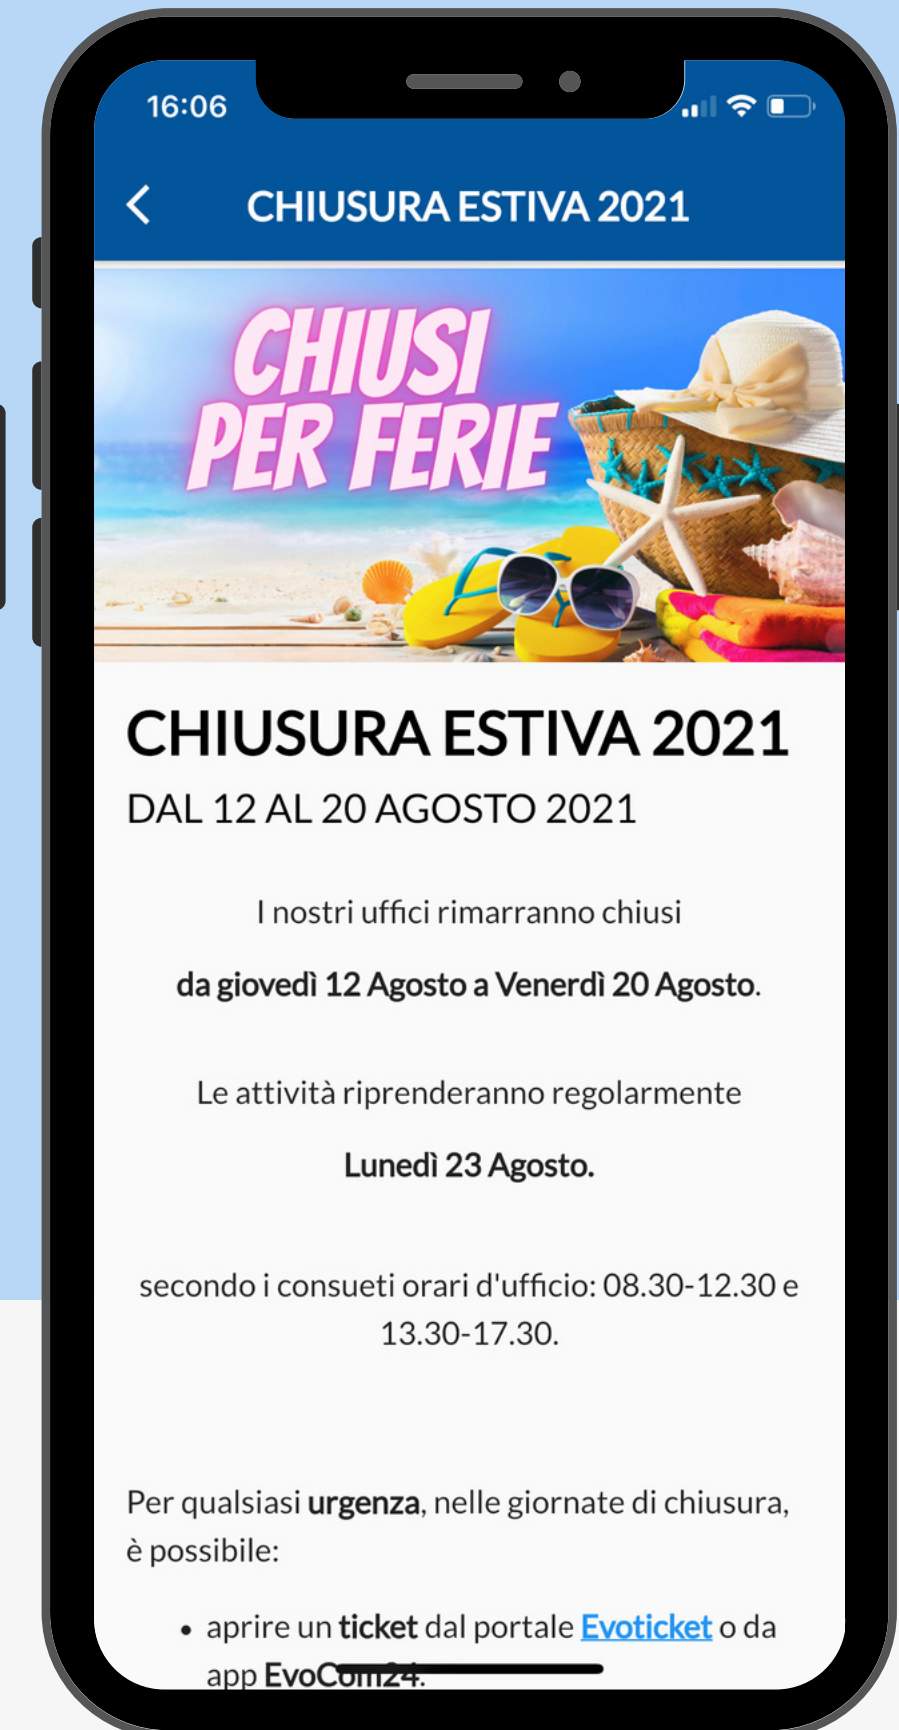 16:06
CHIUSURA ESTIVA 2021
CHIUSI
PER FERIE
CHIUSURA ESTIVA 2021
DAL 12 AL 20 AGOSTO 2021
I nostri uffici rimarranno chiusi
da giovedì 12 Agosto a Venerdì 20 Agosto.
Le attività riprenderanno regolarmente
Lunedì 23 Agosto.
secondo i consueti orari d'ufficio: 08.30-12.30 e
13.30-17.30.
Per qualsiasi urgenza, nelle giornate di chiusura,
è possibile:
• aprire un ticket dal portale Evoticket o da
app EvoCom24.